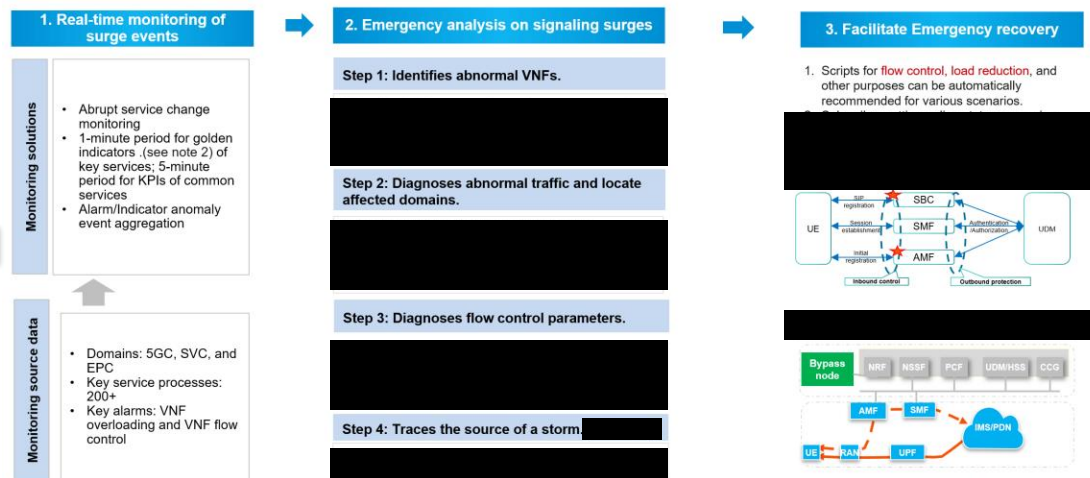 1. Real-time monitoring of
surge events
Monitoring solutions
• Abrupt service change
monitoring
• 1-minute period for golden
indicators .(see note 2) of
key services; 5-minute
period for KPIs of common
services
• Alarm/Indicator anomaly
event aggregation
Monitoring source data
• Domains: 5GC, SVC, and
EPC
• Key service processes:
200+
• Key alarms: VNF
overloading and VNF flow
control
2. Emergency analysis on signaling surges
Step 1: Identifies abnormal VNFs.
Step 2: Diagnoses abnormal traffic and locate
affected domains.
Step 3: Diagnoses flow control parameters.
Step 4: Traces the source of a storm.
3. Facilitate Emergency recovery
1. Scripts for flow control, load reduction, and
other purposes can be automatically
recommended for various scenarios.
UE
SIP
registration
Session
establishment
Initial
registration
SBC
SMF
AMF
Authentication
/Authorization
UDM
Inbound control
Outbound protection
Bypass
node
NRF
NSSF
PCF
UDM/HSS
CCG
AMF
SMF
IMS/PDN
UE
RAN
UPF